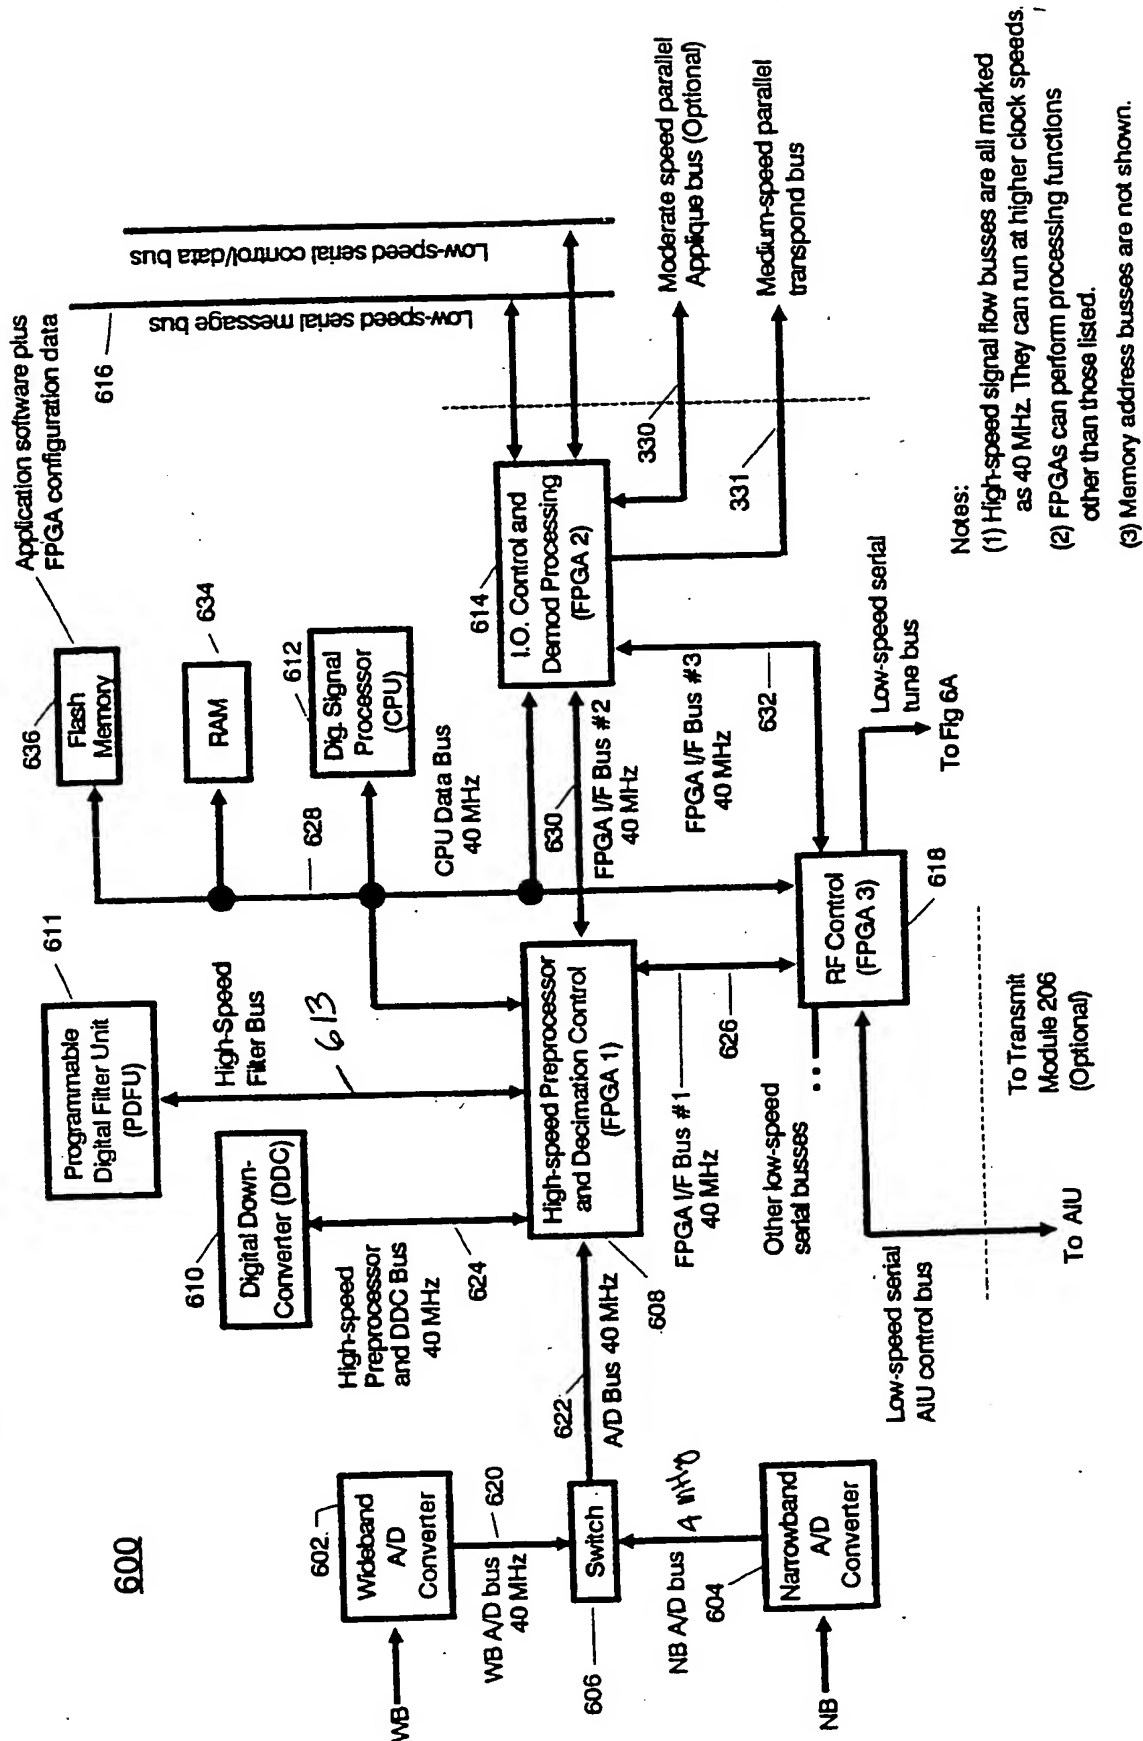 600
WB
602
Wideband
A/D
Converter
WB A/D bus
40 MHz
620
606
Switch
NB A/D bus
4 MHz
604
NB
Narrowband
A/D
Converter
622
A/D Bus 40 MHz
610
Digital Down-
Converter (DDC)
High-speed
Preprocessor
and DDC Bus
40 MHz
624
611
Programmable
Digital Filter Unit
(PDFU)
High-Speed
Filter Bus
613
High-speed Preprocessor
and Decimation Control
(FPGA 1)
608
FPGA I/F Bus #1
40 MHz
626
Other low-speed
serial busses
...
Low-speed serial
AIU control bus
To AIU
To Transmit
Module 206
(Optional)
RF Control
(FPGA 3)
618
636
Flash
Memory
Application software plus
FPGA configuration data
RAM
634
612
Dig. Signal
Processor
(CPU)
628
CPU Data Bus
40 MHz
630
FPGA I/F Bus #2
40 MHz
FPGA I/F Bus #3
40 MHz
632
Low-speed serial
tune bus
To Fig 6A
614
I.O. Control and
Demod Processing
(FPGA 2)
616
Low-speed serial message bus
Low-speed serial control/data bus
330
Moderate speed parallel
Applique bus (Optional)
331
Medium-speed parallel
transpond bus
Notes:
(1) High-speed signal flow busses are all marked
as 40 MHz. They can run at higher clock speeds.
(2) FPGAs can perform processing functions
other than those listed.
(3) Memory address busses are not shown.